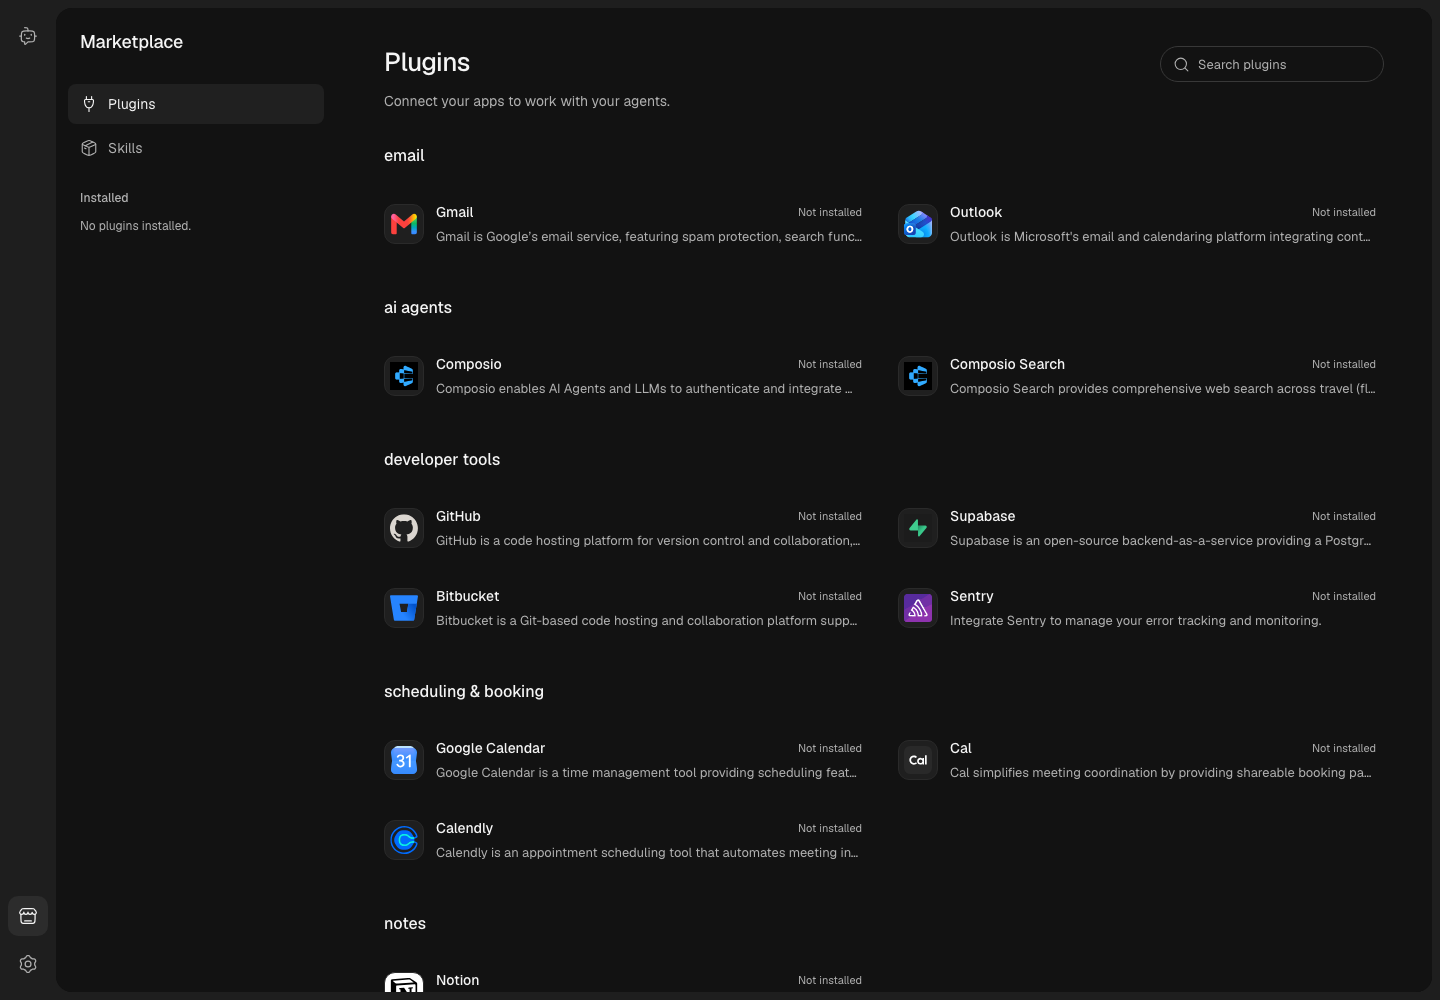 Marketplace
Plugins
Skills
Installed
No plugins installed.
Plugins
Search plugins
Connect your apps to work with your agents.
email
Gmail
Not installed
Gmail is Google's email service, featuring spam protection, search func...
Outlook
Not installed
Outlook is Microsoft's email and calendaring platform integrating cont...
ai agents
Composio
Not installed
Composio enables AI Agents and LLMs to authenticate and integrate ...
Composio Search
Not installed
Composio Search provides comprehensive web search across travel (fl...
developer tools
GitHub
Not installed
GitHub is a code hosting platform for version control and collaboration,...
Supabase
Not installed
Supabase is an open-source backend-as-a-service providing a Postgr...
Bitbucket
Not installed
Bitbucket is a Git-based code hosting and collaboration platform supp...
Sentry
Not installed
Integrate Sentry to manage your error tracking and monitoring.
scheduling & booking
31
Google Calendar
Not installed
Google Calendar is a time management tool providing scheduling feat...
Cal
Cal
Not installed
Cal simplifies meeting coordination by providing shareable booking pa...
Calendly
Not installed
Calendly is an appointment scheduling tool that automates meeting in...
notes
Notion
Not installed